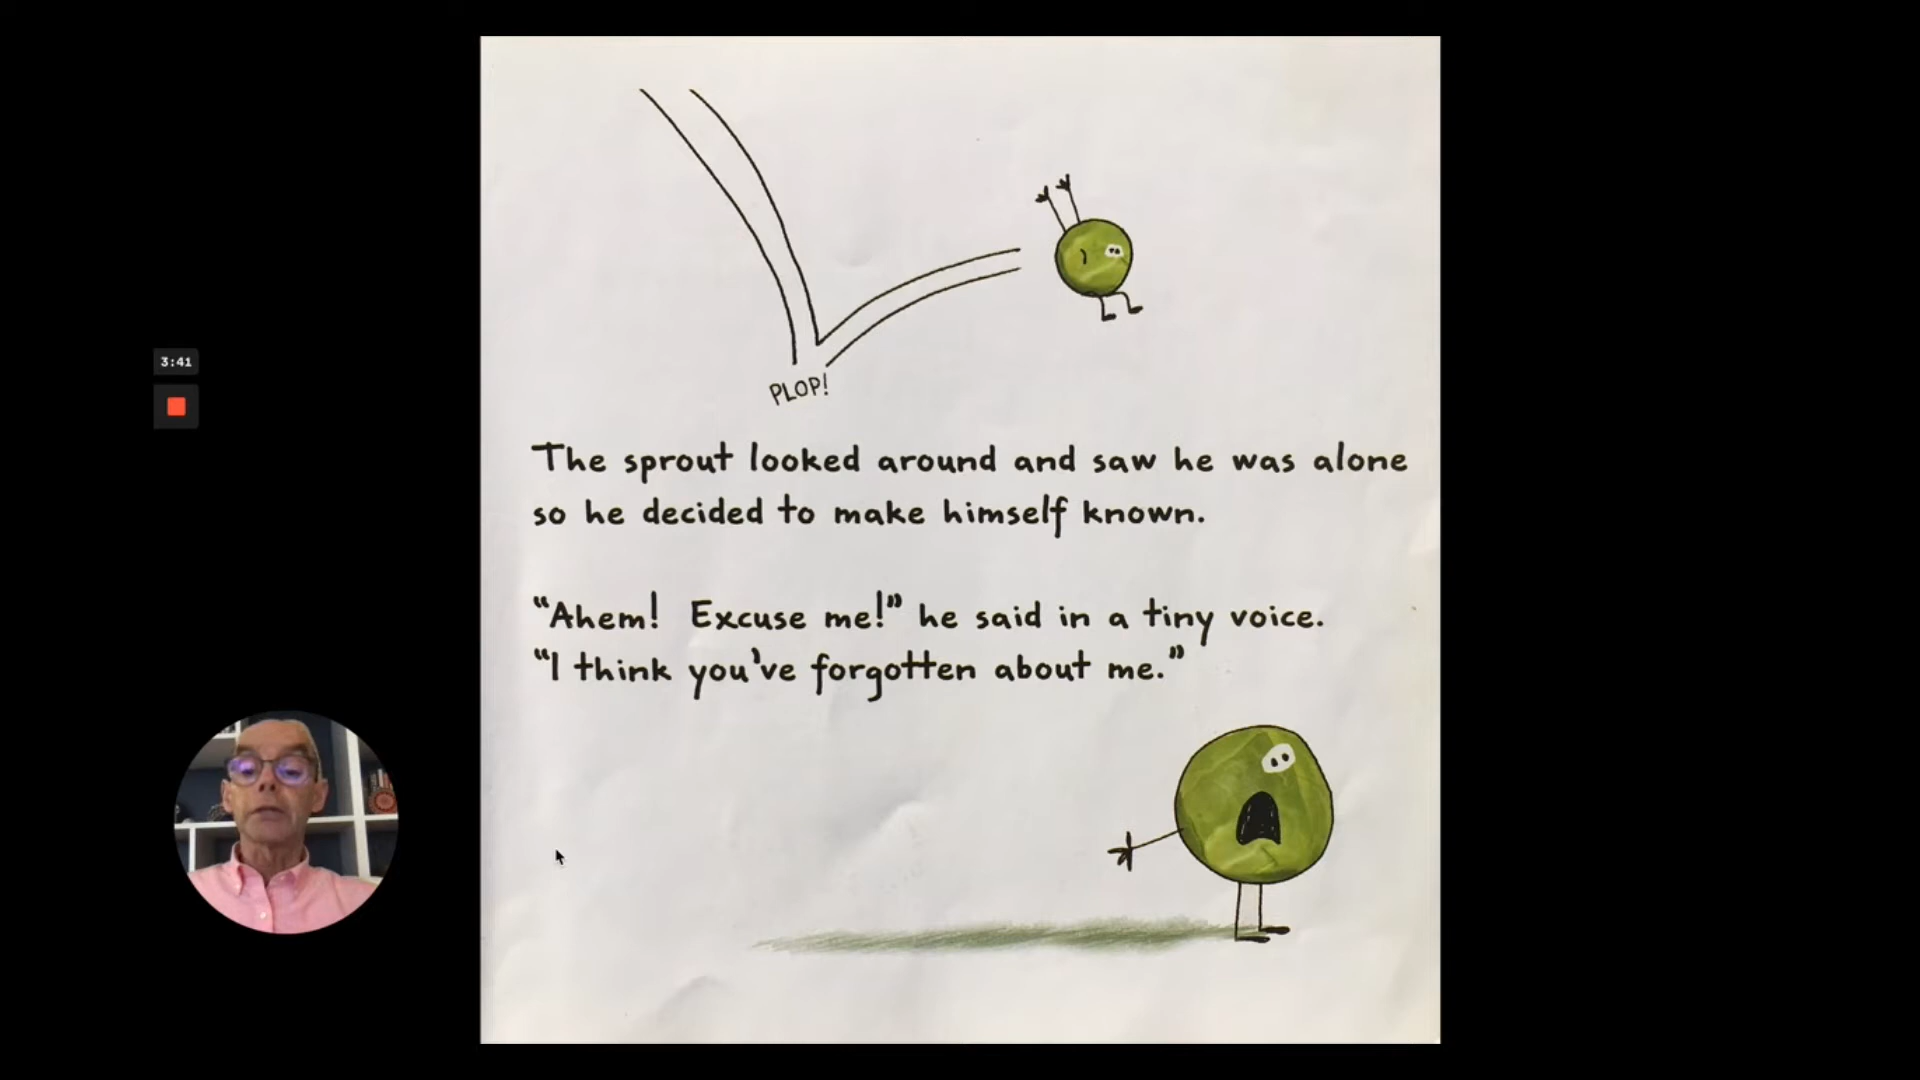 3:41
PLOP!
The sprout looked around and saw he was alone
so he decided to make himself known.
“Ahem! Excuse me!” he said in a tiny voice.
“I think you've forgotten about me.”